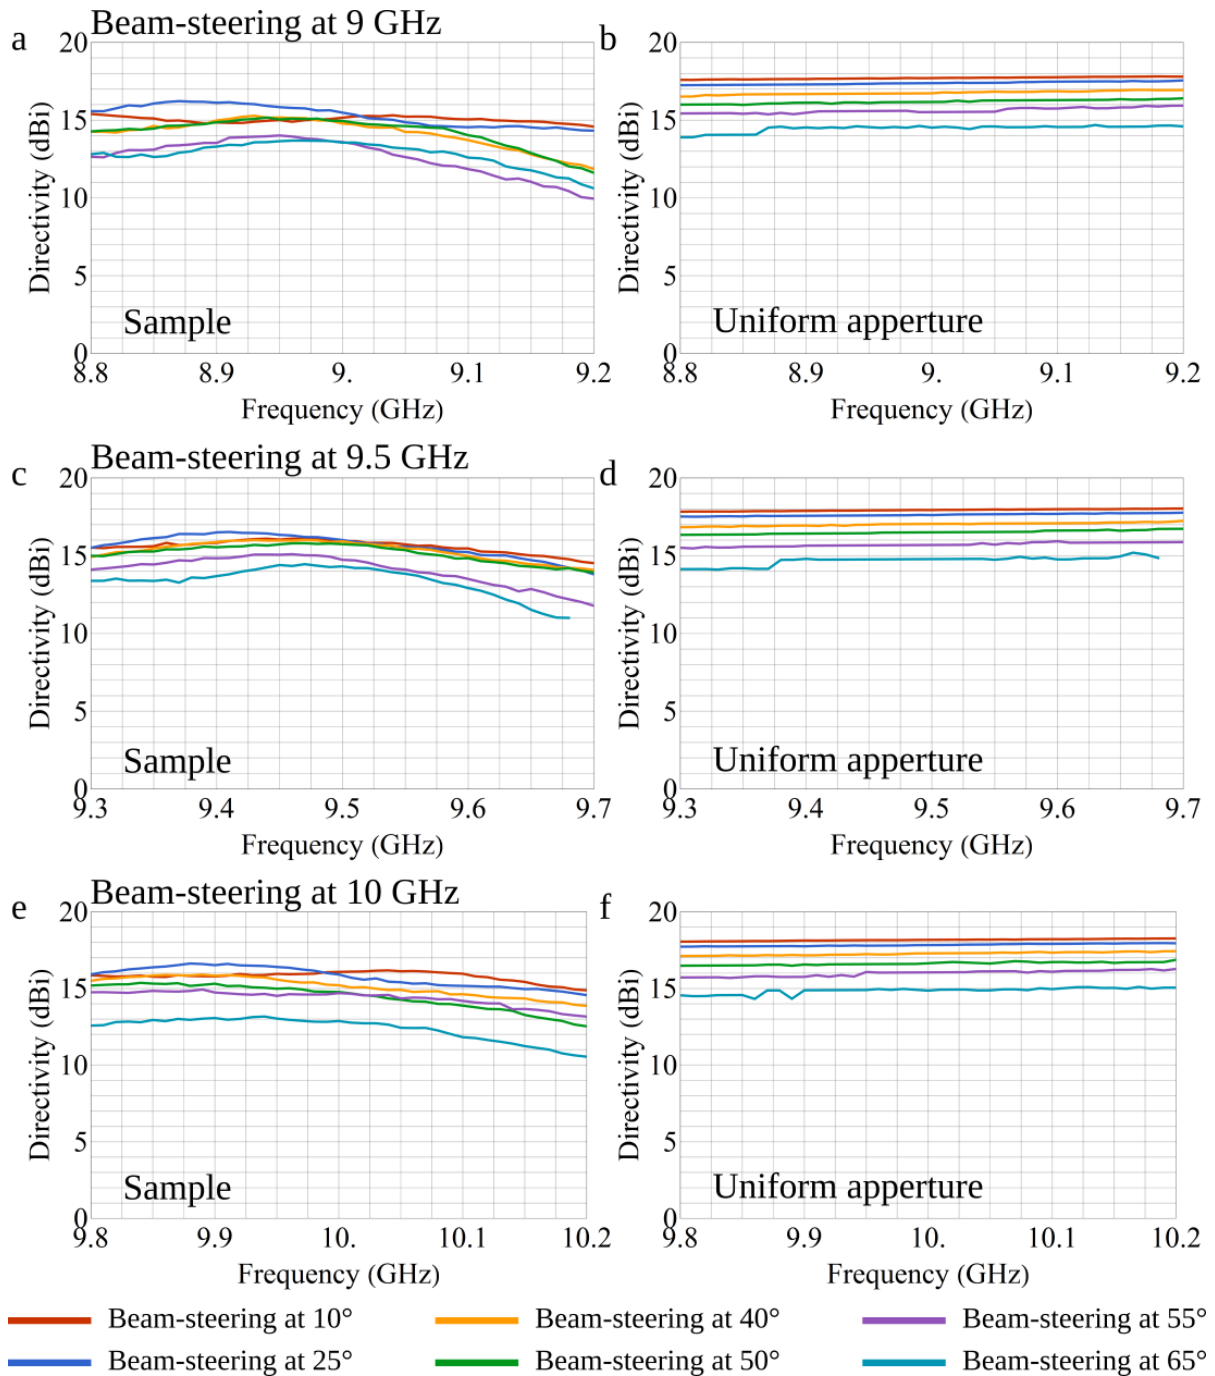 Beam-steering at 9 GHz
a
20
15
10
5
0
Directivity (dBi)
Sample
8.8 8.9 9. 9.1 9.2
Frequency (GHz)
b
20
15
10
5
0
Directivity (dBi)
Uniform apperture
8.8 8.9 9. 9.1 9.2
Frequency (GHz)
Beam-steering at 9.5 GHz
c
20
15
10
5
0
Directivity (dBi)
Sample
9.3 9.4 9.5 9.6 9.7
Frequency (GHz)
d
20
15
10
5
0
Directivity (dBi)
Uniform apperture
9.3 9.4 9.5 9.6 9.7
Frequency (GHz)
Beam-steering at 10 GHz
e
20
15
10
5
0
Directivity (dBi)
Sample
9.8 9.9 10. 10.1 10.2
Frequency (GHz)
f
20
15
10
5
0
Directivity (dBi)
Uniform apperture
9.8 9.9 10. 10.1 10.2
Frequency (GHz)
Beam-steering at 10° Beam-steering at 40° Beam-steering at 55°
Beam-steering at 25° Beam-steering at 50° Beam-steering at 65°